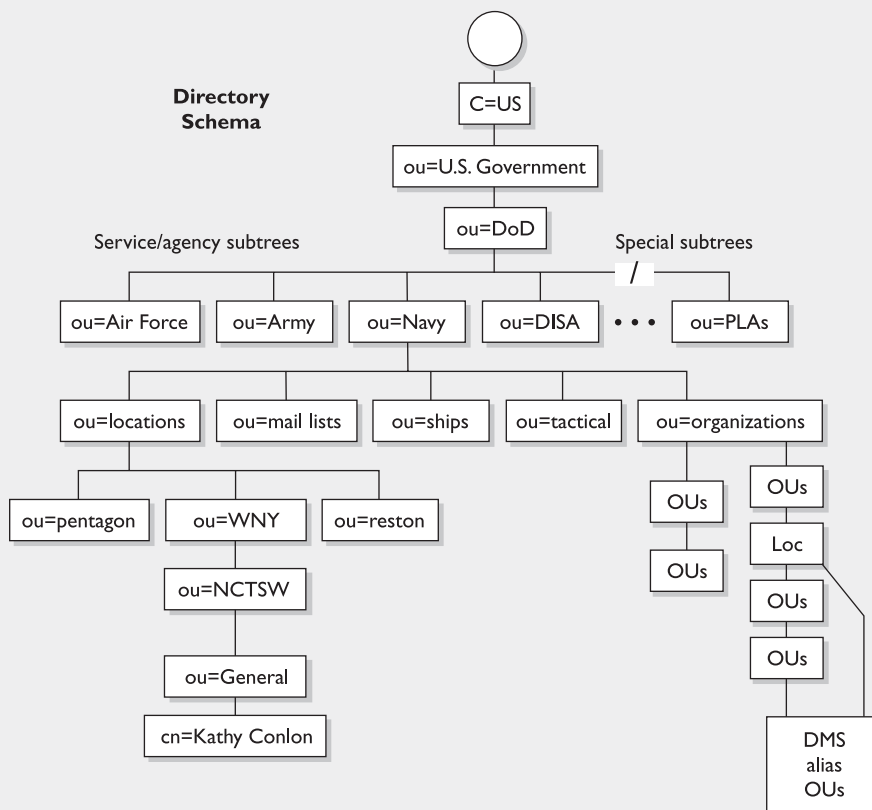 Directory
Schema
C=US
ou=U.S. Government
ou=DoD
Service/agency subtrees
Special subtrees
/
ou=Air Force
ou=Army
ou=Navy
ou=DISA
• • •
ou=PLAs
ou=locations
ou=mail lists
ou=ships
ou=tactical
ou=organizations
ou=pentagon
ou=WNY
ou=reston
OUs
OUs
OUs
Loc
OUs
OUs
ou=NCTSW
ou=General
cn=Kathy Conlon
DMS
alias
OUs